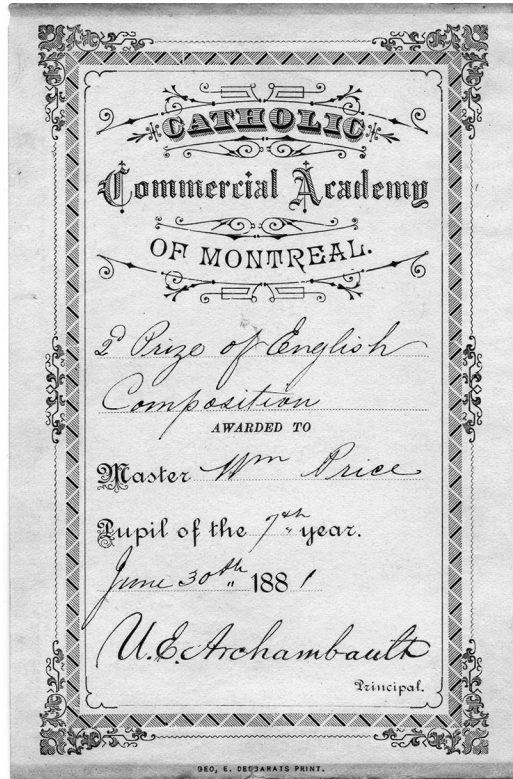 CATHOLIC
Commercial Academy
OF MONTREAL.
2d Prize of English
Composition
AWARDED TO
Master Wm Price
Pupil of the 7th year.
June 30th 1881
U.E. Archambault
Principal.
GEO, E. DESBARATS PRINT.